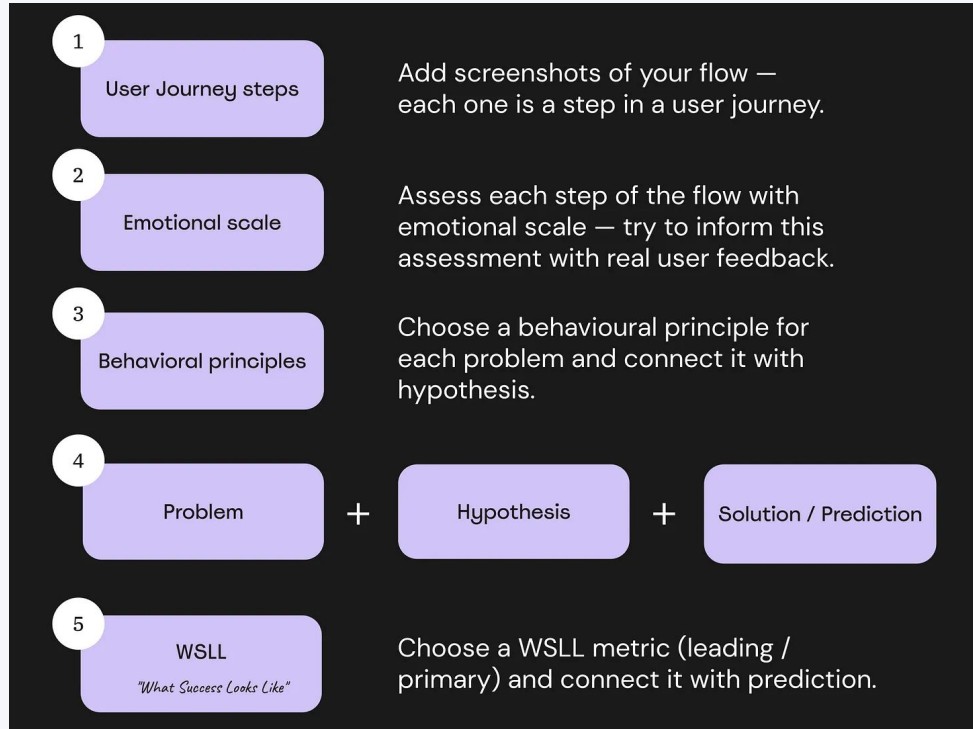 1
User Journey steps
Add screenshots of your flow —
each one is a step in a user journey.
2
Emotional scale
Assess each step of the flow with
emotional scale — try to inform this
assessment with real user feedback.
3
Behavioral principles
Choose a behavioural principle for
each problem and connect it with
hypothesis.
4
Problem + Hypothesis + Solution / Prediction
5
WSLL
"What Success Looks Like"
Choose a WSLL metric (leading /
primary) and connect it with prediction.